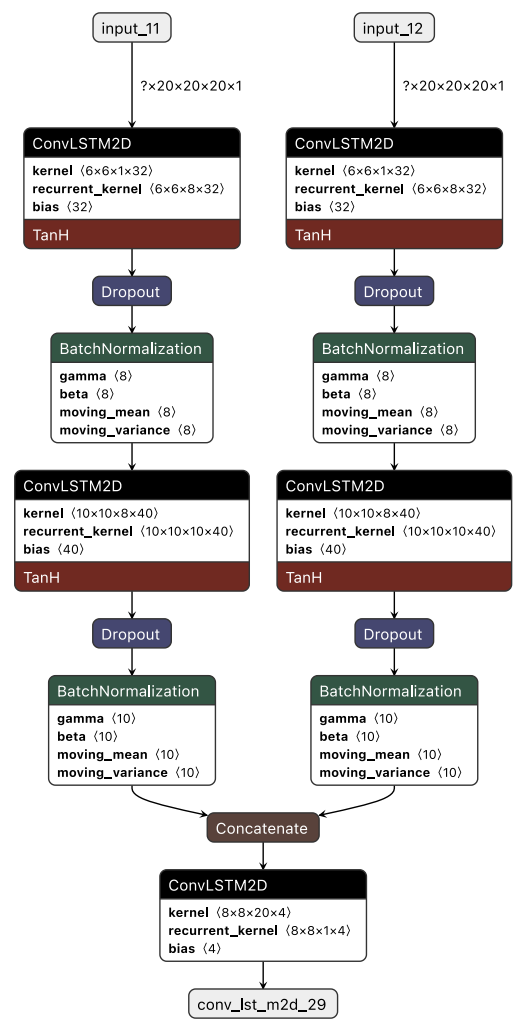 input_11
input_12
?×20×20×20×1
?×20×20×20×1
ConvLSTM2D
kernel ⟨6×6×1×32⟩
recurrent_kernel ⟨6×6×8×32⟩
bias ⟨32⟩
TanH
ConvLSTM2D
kernel ⟨6×6×1×32⟩
recurrent_kernel ⟨6×6×8×32⟩
bias ⟨32⟩
TanH
Dropout
Dropout
BatchNormalization
gamma ⟨8⟩
beta ⟨8⟩
moving_mean ⟨8⟩
moving_variance ⟨8⟩
BatchNormalization
gamma ⟨8⟩
beta ⟨8⟩
moving_mean ⟨8⟩
moving_variance ⟨8⟩
ConvLSTM2D
kernel ⟨10×10×8×40⟩
recurrent_kernel ⟨10×10×10×40⟩
bias ⟨40⟩
TanH
ConvLSTM2D
kernel ⟨10×10×8×40⟩
recurrent_kernel ⟨10×10×10×40⟩
bias ⟨40⟩
TanH
Dropout
Dropout
BatchNormalization
gamma ⟨10⟩
beta ⟨10⟩
moving_mean ⟨10⟩
moving_variance ⟨10⟩
BatchNormalization
gamma ⟨10⟩
beta ⟨10⟩
moving_mean ⟨10⟩
moving_variance ⟨10⟩
Concatenate
ConvLSTM2D
kernel ⟨8×8×20×4⟩
recurrent_kernel ⟨8×8×1×4⟩
bias ⟨4⟩
conv_lst_m2d_29